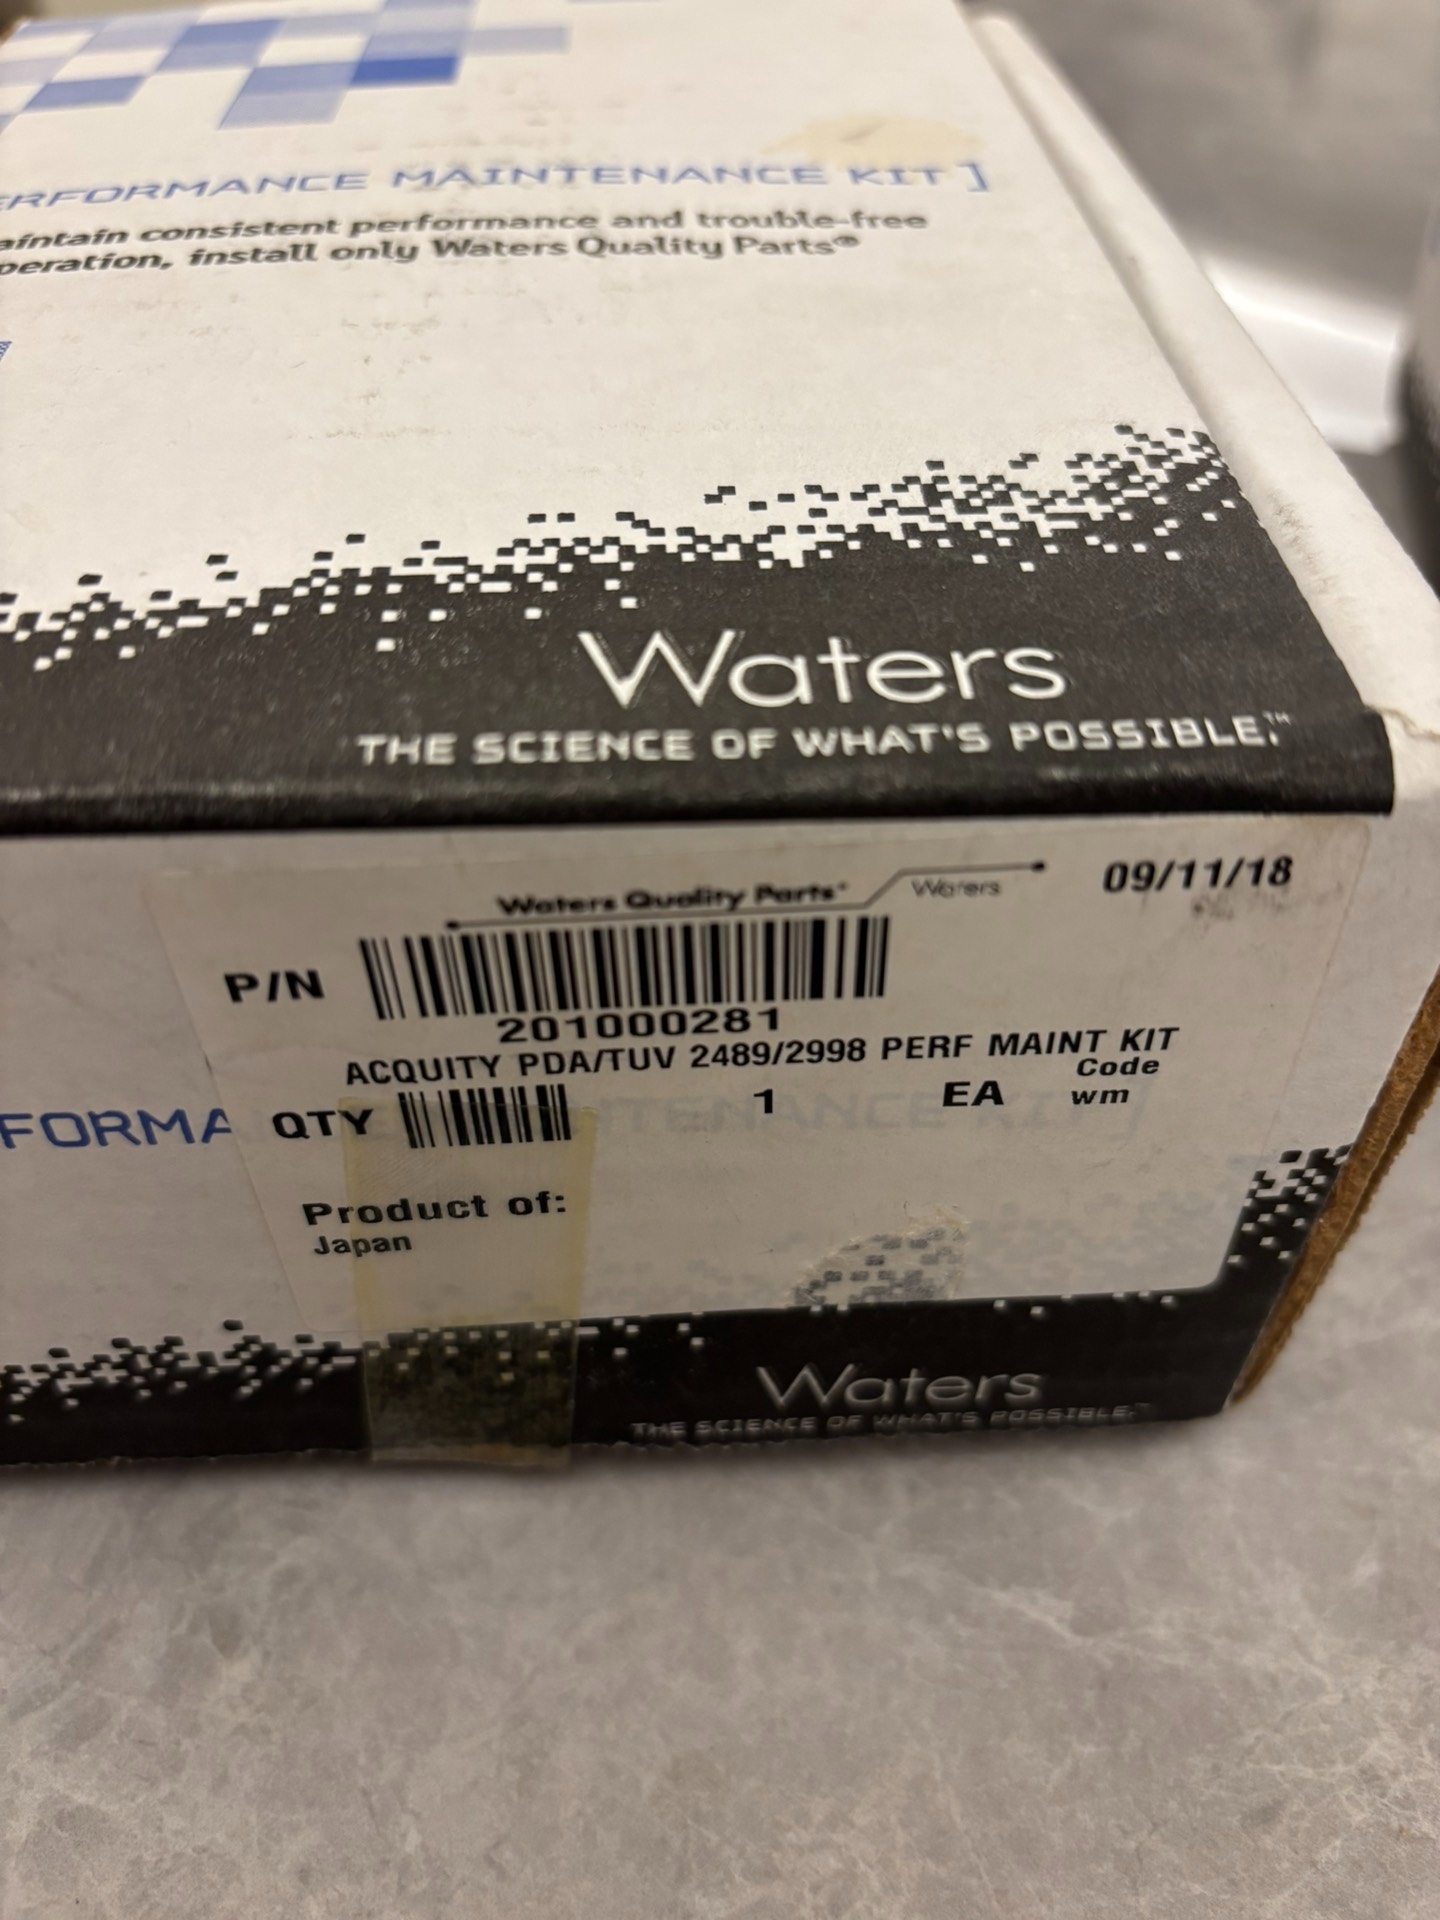 ERFORMANCE MAINTENANCE KIT ]
aintain consistent performance and trouble-free
peration, install only Waters Quality Parts®
Waters
THE SCIENCE OF WHAT'S POSSIBLE.™
Waters Quality Parts
Waters
09/11/18
P/N
201000281
ACQUITY PDA/TUV 2489/2998 PERF MAINT KIT
Code
QTY 1 EA wm
FORMA TENANCE KIT ]
Product of:
Japan
Waters
THE SCIENCE OF WHAT'S POSSIBLE.™